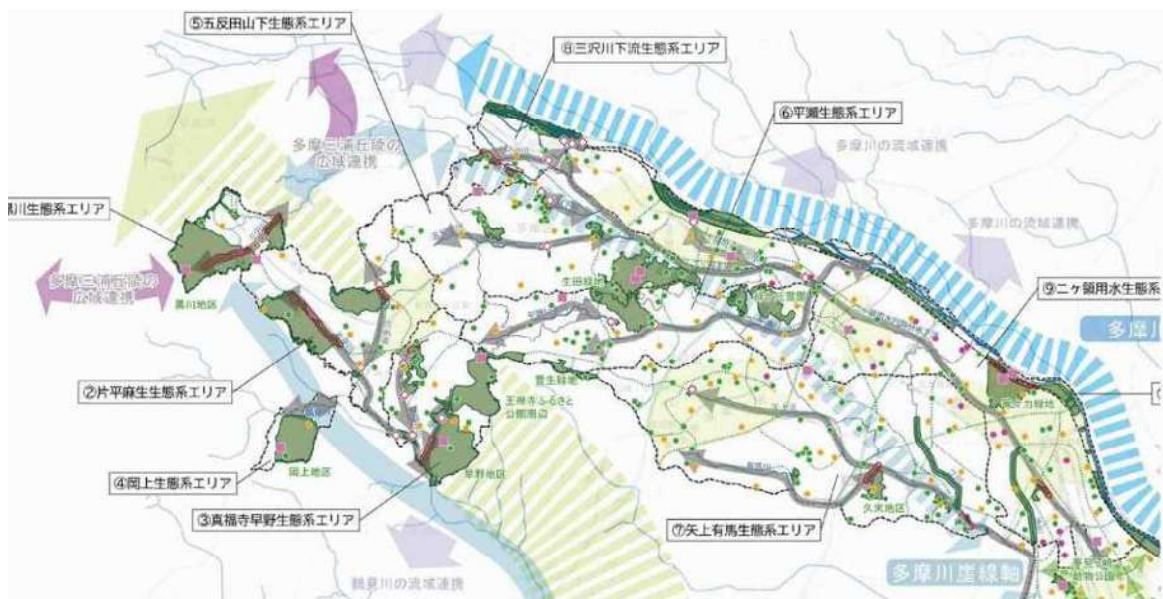 ⑤五反田山下生態系エリア
⑧三沢川下流生態系エリア
⑥平瀬生態系エリア
多摩三浦丘陵の
広域連携
多摩川の流域連携
川生態系エリア
多摩川の流域連携
多摩三浦丘陵の
広域連携
黒川地区
生田緑地
⑨二ヶ領用水生態系
多摩川
②片平麻生生態系エリア
菅生緑地
王禅寺ふるさと
公園周辺
④岡上生態系エリア
岡上地区
早野地区
③真福寺早野生態系エリア
久末地区
⑦矢上有馬生態系エリア
鶴見川の流域連携
多摩川崖線軸
動物公園